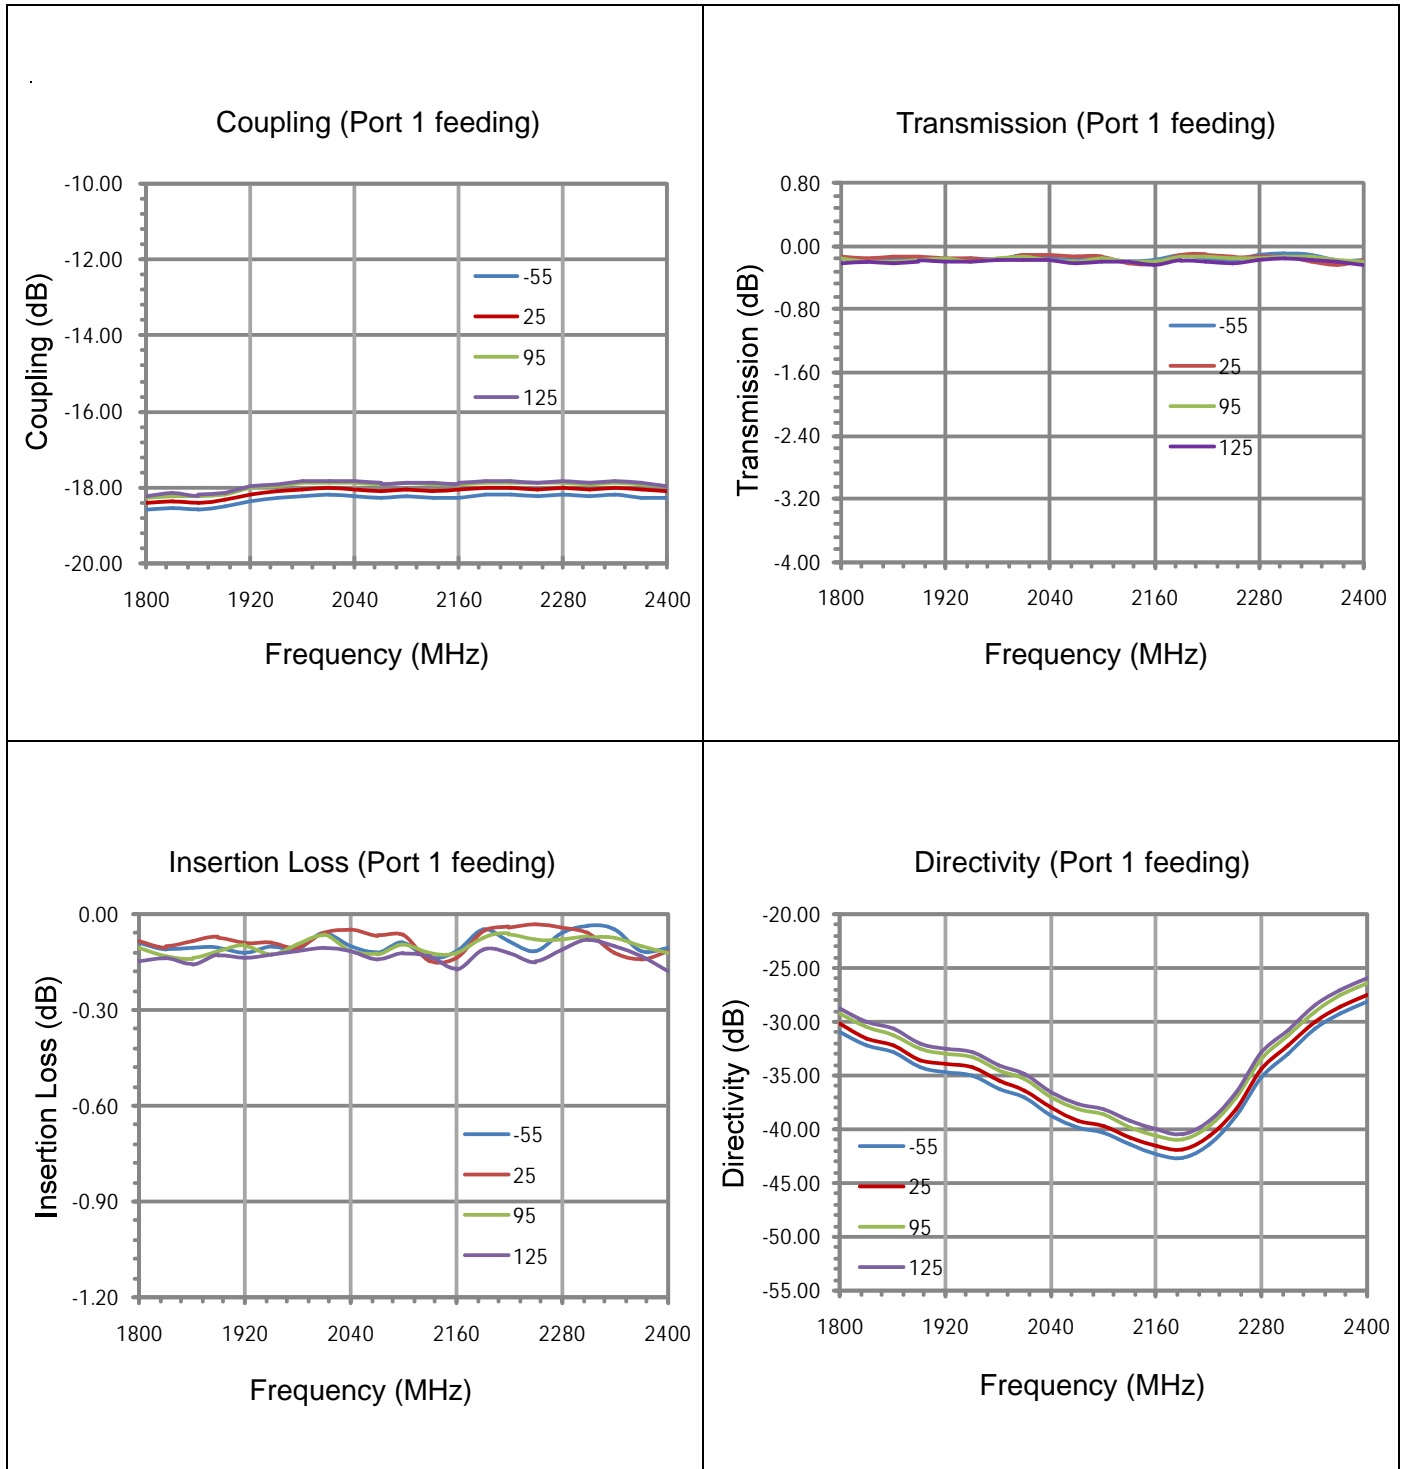 Coupling (Port 1 feeding)
Coupling (dB)
-10.00
-12.00
-14.00
-16.00
-18.00
-20.00
-55
25
95
125
1800 1920 2040 2160 2280 2400
Frequency (MHz)
Transmission (Port 1 feeding)
Transmission (dB)
0.80
0.00
-0.80
-1.60
-2.40
-3.20
-4.00
-55
25
95
125
1800 1920 2040 2160 2280 2400
Frequency (MHz)
Insertion Loss (Port 1 feeding)
Insertion Loss (dB)
0.00
-0.30
-0.60
-0.90
-1.20
-55
25
95
125
1800 1920 2040 2160 2280 2400
Frequency (MHz)
Directivity (Port 1 feeding)
Directivity (dB)
-20.00
-25.00
-30.00
-35.00
-40.00
-45.00
-50.00
-55.00
-55
25
95
125
1800 1920 2040 2160 2280 2400
Frequency (MHz)